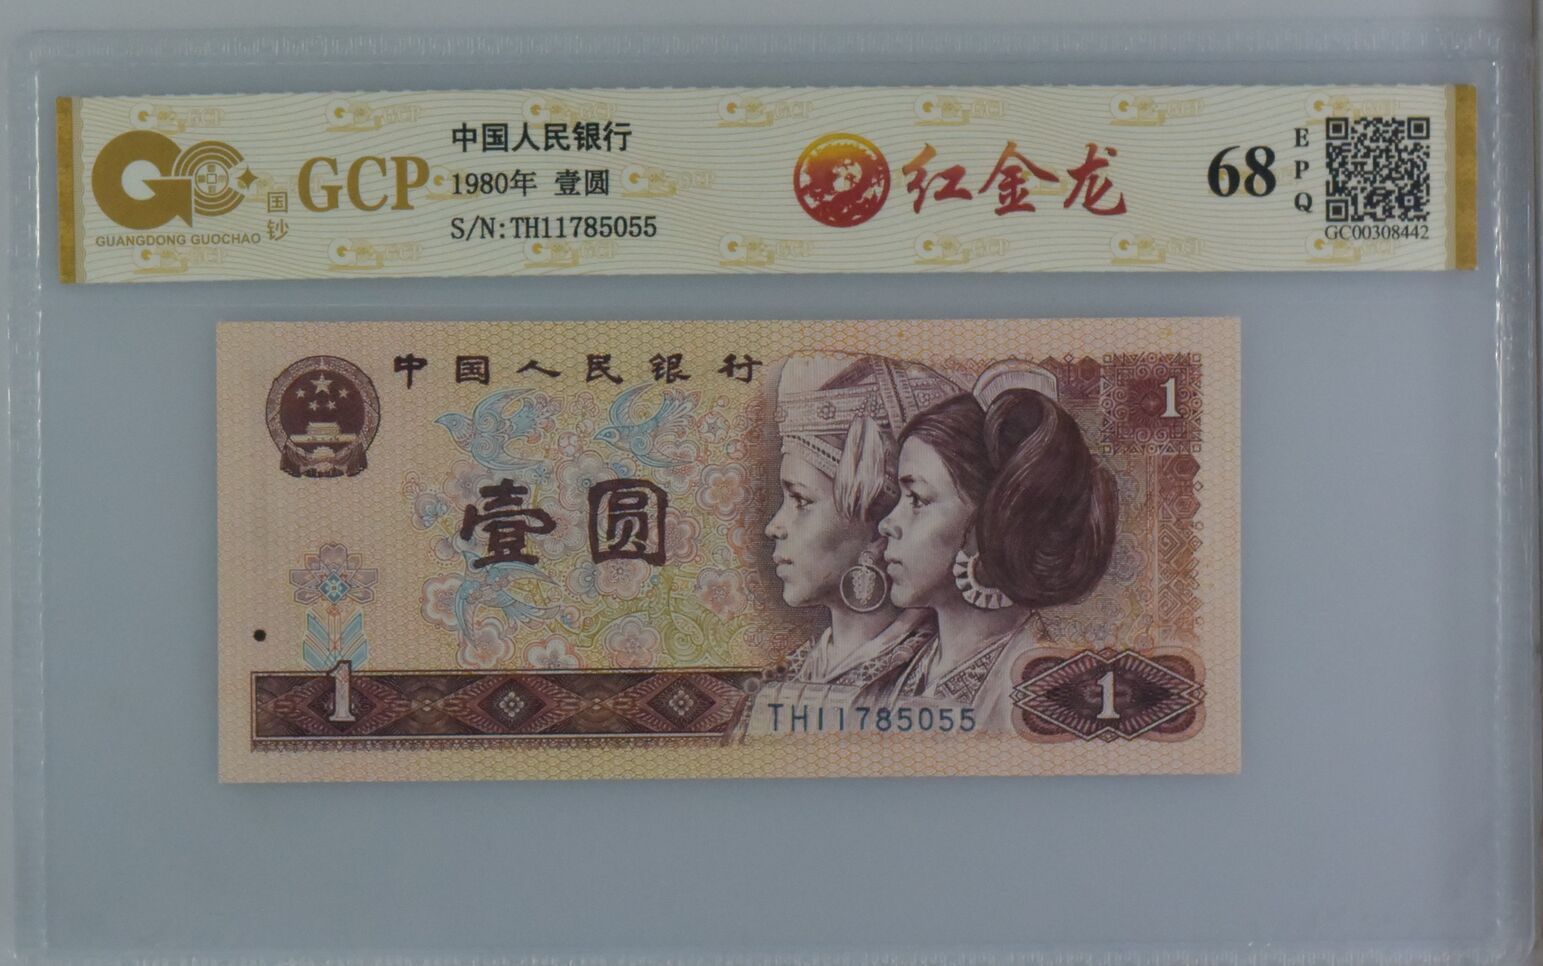 GCP
国钞
GUANGDONG GUOCHAO
中国人民银行
1980年 壹圆
S/N:TH11785055
红金龙
68
EPQ
GC00308442
中国人民银行
1
壹圆
1
TH11785055
1